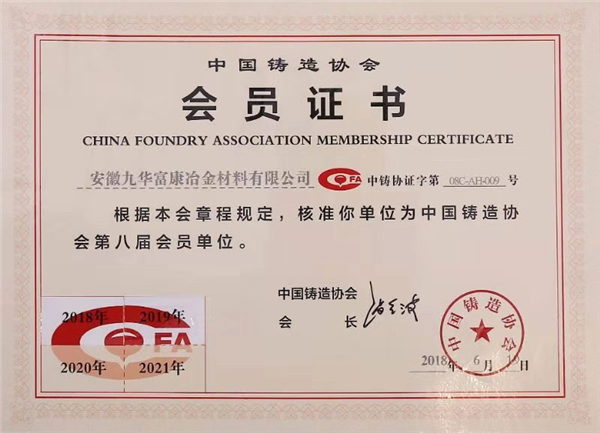 中国铸造协会
会员证书
CHINA FOUNDRY ASSOCIATION MEMBERSHIP CERTIFICATE
安徽九华富康冶金材料有限公司 CFA 中铸协证字第 08C-AH-009 号
根据本会章程规定，核准你单位为中国铸造协
会第八届会员单位。
中国铸造协会
会 长
中国铸造协会
2018年 6月 19日
2018年 2019年
CFA
2020年 2021年